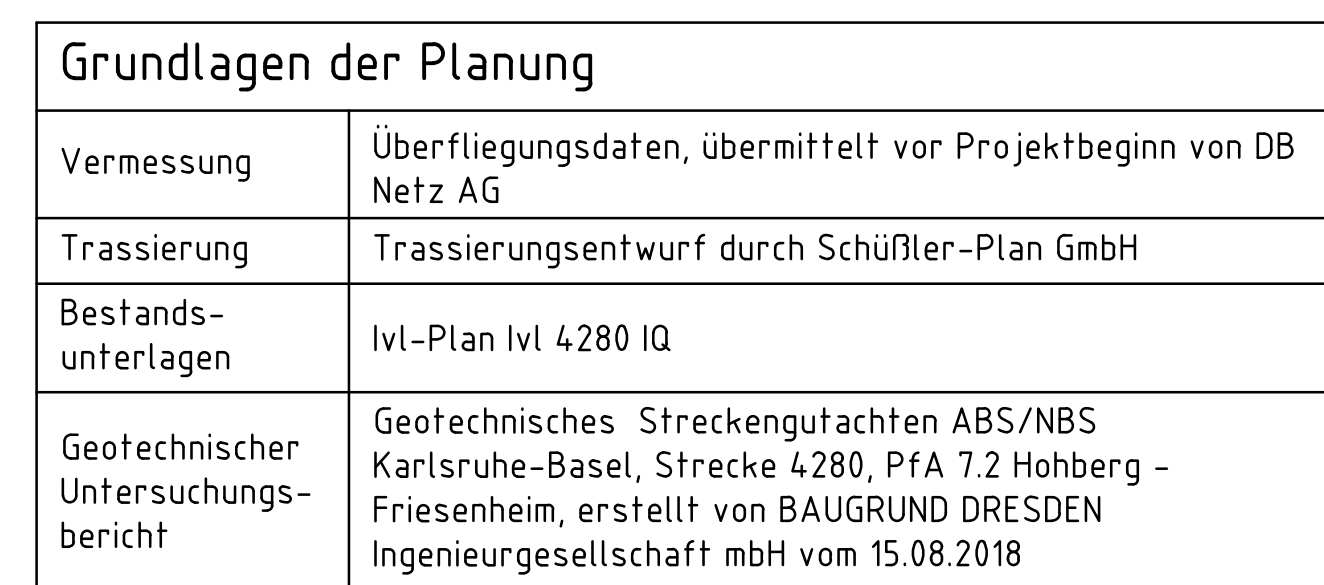 Grundlagen der Planung
Vermessung
Überfliegungsdaten, übermittelt vor Projektbeginn von DB
Netz AG
Trassierung
Trassierungsentwurf durch Schüßler-Plan GmbH
Bestands-
unterlagen
Ivl-Plan Ivl 4280 IQ
Geotechnischer
Untersuchungs-
bericht
Geotechnisches Streckengutachten ABS/NBS
Karlsruhe-Basel, Strecke 4280, PfA 7.2 Hohberg -
Friesenheim, erstellt von BAUGRUND DRESDEN
Ingenieurgesellschaft mbH vom 15.08.2018